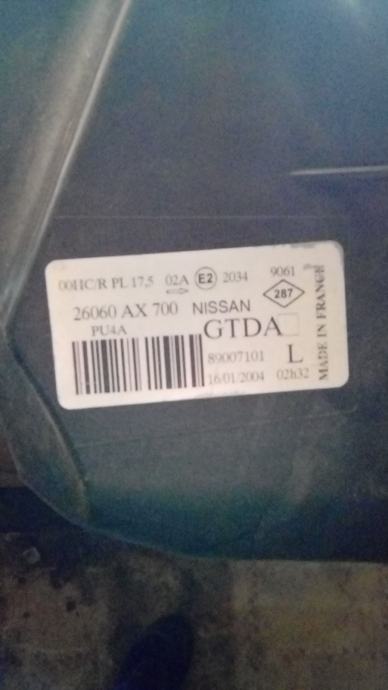 00HC/R PL 17,5 02A E2 2034 9061
287
26060 AX 700 NISSAN
PU4A GTDA
89007101 L
16/01/2004 02h32
MADE IN FRANCE